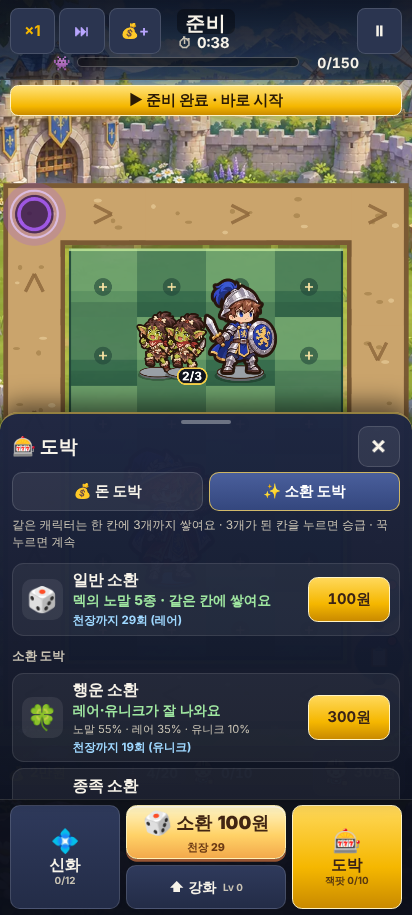 ×1
+
준비
0:38
0/150
▶ 준비 완료 · 바로 시작
2/3
도박
×
돈 도박
소환 도박
같은 캐릭터는 한 칸에 3개까지 쌓여요 · 3개가 된 칸을 누르면 승급 · 꾹
누르면 계속
일반 소환
덱의 노말 5종 · 같은 칸에 쌓여요
천장까지 29회 (레어)
100원
소환 도박
행운 소환
레어·유니크가 잘 나와요
노말 55% · 레어 35% · 유니크 10%
천장까지 19회 (유니크)
300원
종족 소환
신화
0/12
소환 100원
천장 29
강화 Lv 0
도박
잭팟 0/10